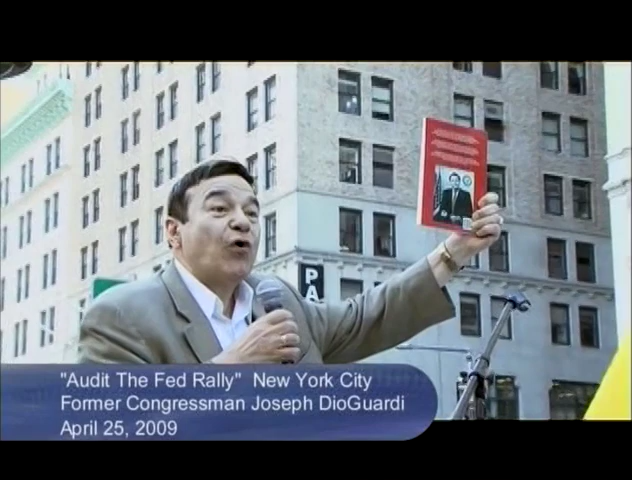 PA
"Audit The Fed Rally" New York City
Former Congressman Joseph DioGuardi
April 25, 2009